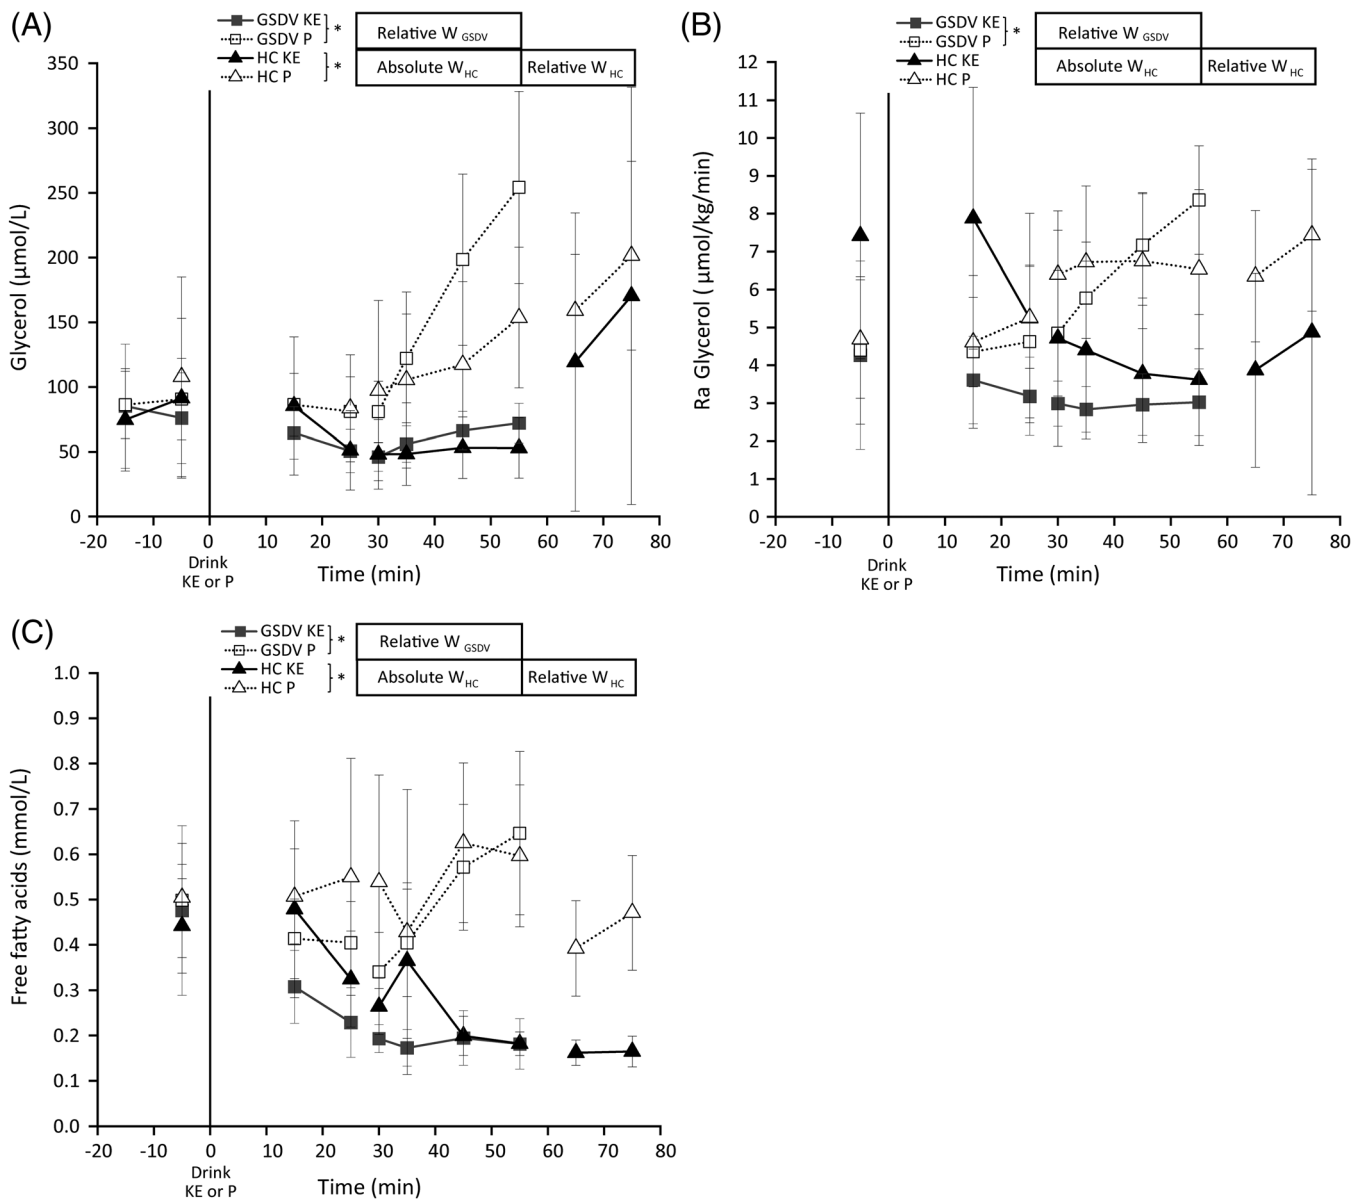 (A)
GSDV KE
GSDV P
*
HC KE
HC P
*
Relative W GSDV
Absolute W HC
Relative W HC
Glycerol (µmol/L)
350
300
250
200
150
100
50
0
-20 -10 0 10 20 30 40 50 60 70 80
Drink
KE or P
Time (min)
(B)
GSDV KE
GSDV P
*
HC KE
HC P
Relative W GSDV
Absolute W HC
Relative W HC
Ra Glycerol ( µmol/kg/min)
12
11
10
9
8
7
6
5
4
3
2
1
0
-20 -10 0 10 20 30 40 50 60 70 80
Drink
KE or P
Time (min)
(C)
GSDV KE
GSDV P
*
HC KE
HC P
*
Relative W GSDV
Absolute W HC
Relative W HC
Free fatty acids (mmol/L)
1.0
0.9
0.8
0.7
0.6
0.5
0.4
0.3
0.2
0.1
0.0
-20 -10 0 10 20 30 40 50 60 70 80
Drink
KE or P
Time (min)